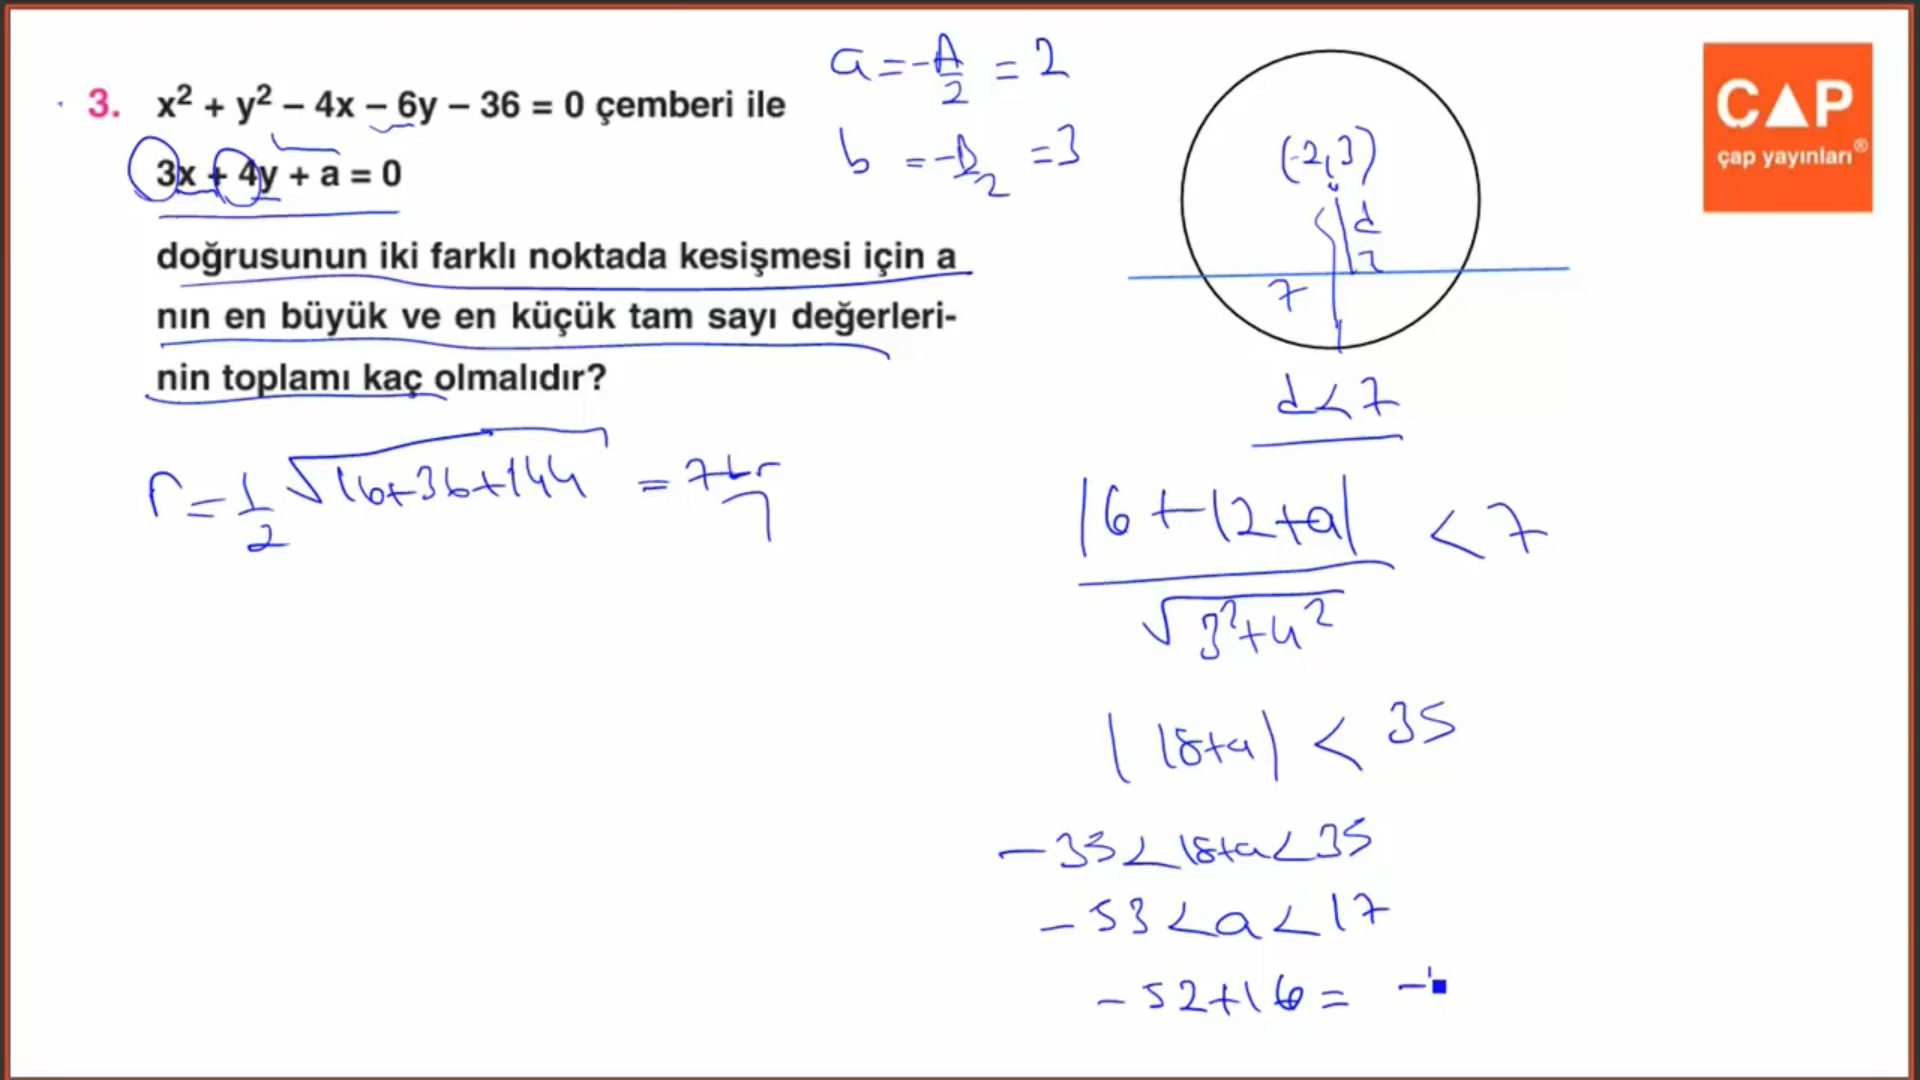 3. x² + y² – 4x – 6y – 36 = 0 çemberi ile
3x + 4y + a = 0
doğrusunun iki farklı noktada kesişmesi için a
nın en büyük ve en küçük tam sayı değerleri-
nin toplamı kaç olmalıdır?
r = 1/2 √16+36+144 = 7br
a = -A/2 = 2
b = -B/2 = 3
(-2,3)
d
7
d < 7
|6+12+a| / √3²+4² < 7
|18+a| < 35
-35 < 18+a < 35
-53 < a < 17
-52+16 = -
ÇAP®
çap yayınları